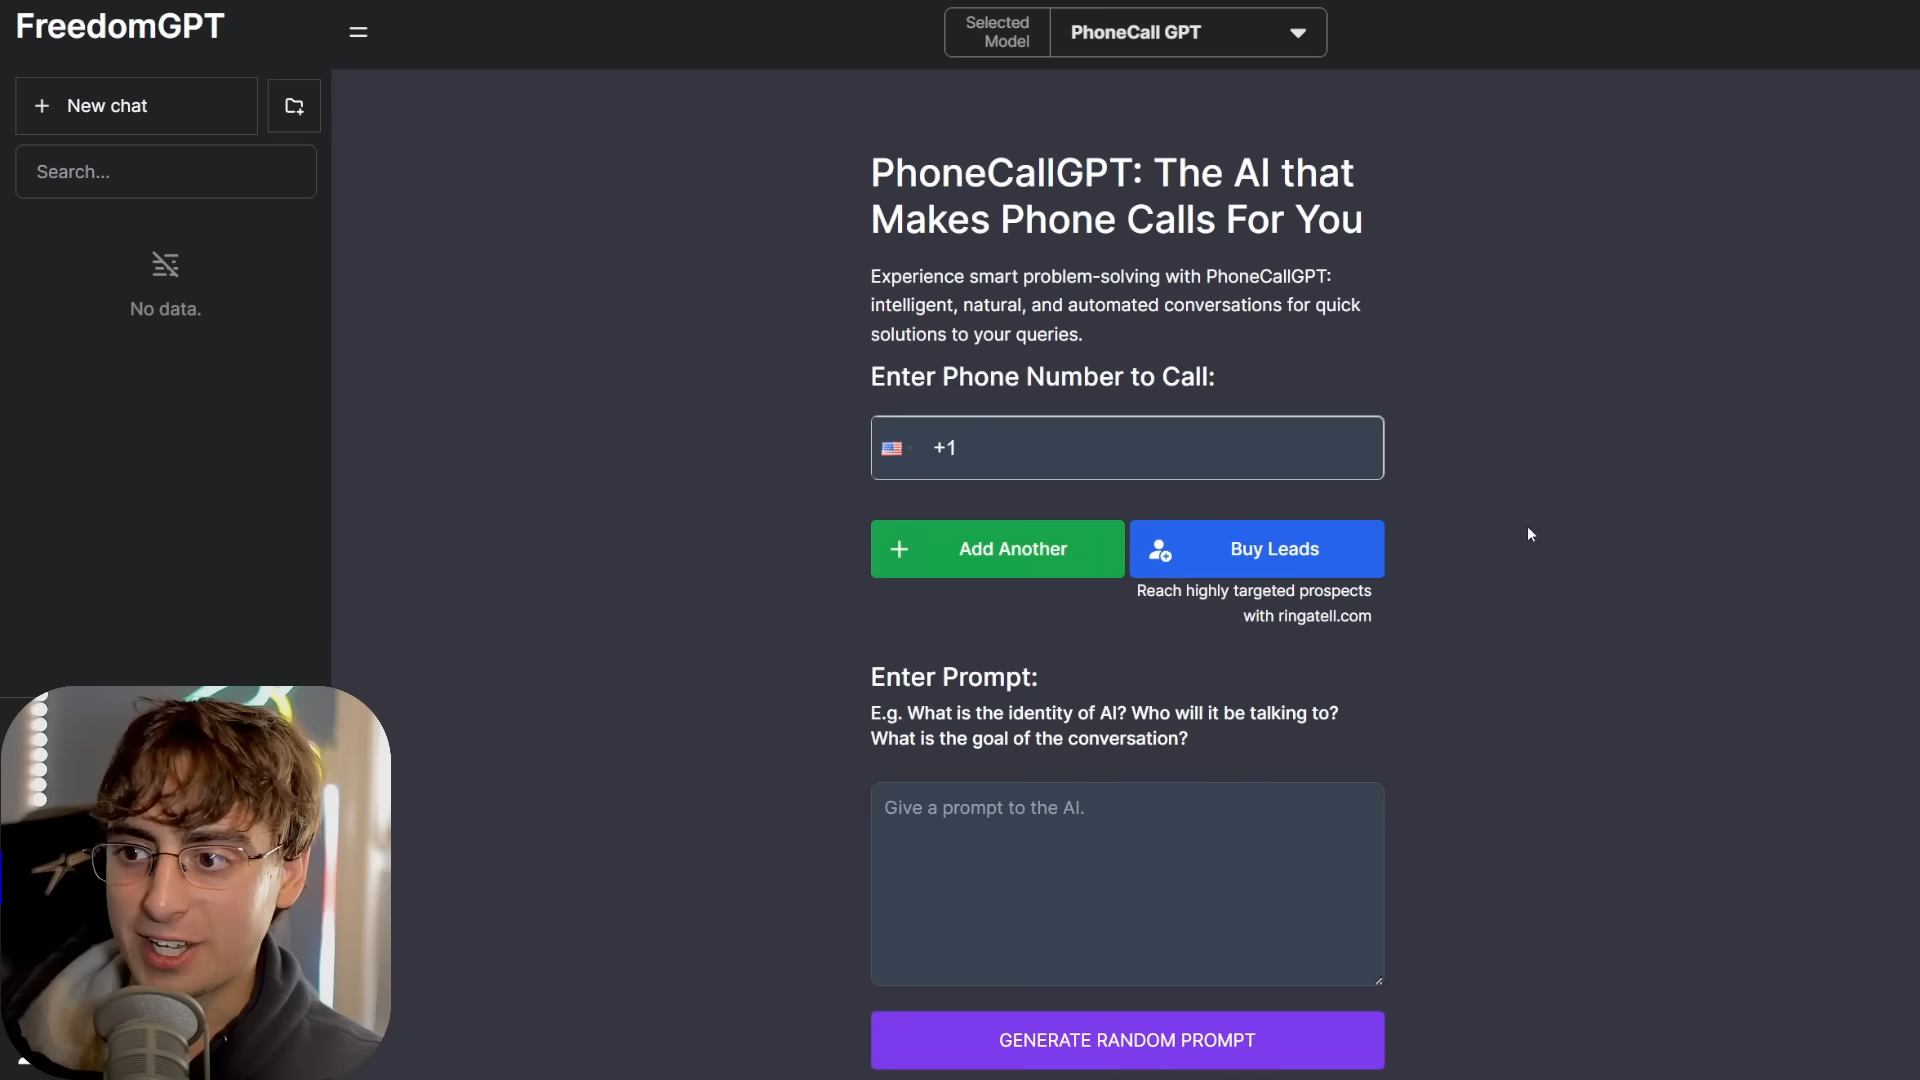 FreedomGPT
Selected
Model
PhoneCall GPT
New chat
Search...
No data.
PhoneCallGPT: The AI that
Makes Phone Calls For You
Experience smart problem-solving with PhoneCallGPT:
intelligent, natural, and automated conversations for quick
solutions to your queries.
Enter Phone Number to Call:
+1
Add Another
Buy Leads
Reach highly targeted prospects
with ringatell.com
Enter Prompt:
E.g. What is the identity of AI? Who will it be talking to?
What is the goal of the conversation?
Give a prompt to the AI.
GENERATE RANDOM PROMPT